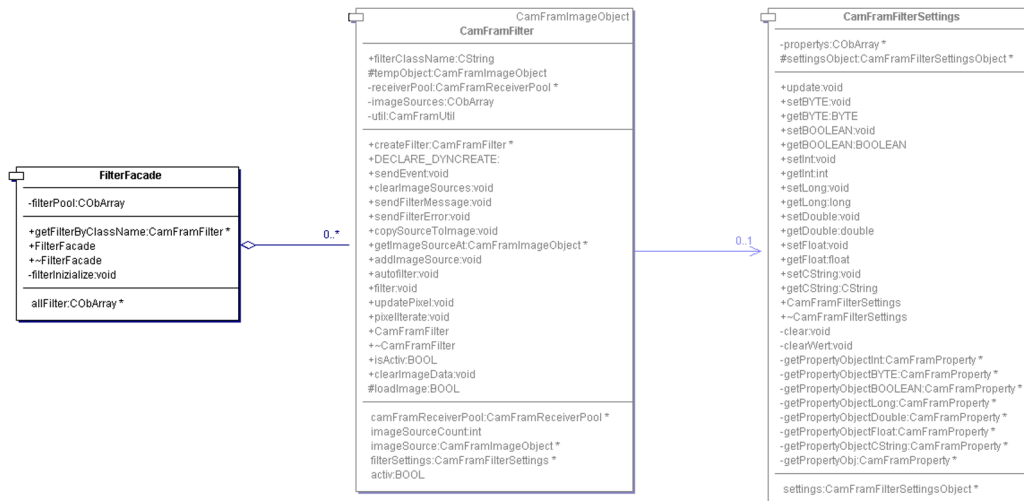 FilterFacade
-filterPool:CObArray
+getFilterByClassName:CamFramFilter *
+FilterFacade
+~FilterFacade
-filterInizialize:void
allFilter:CObArray *
0..*
CamFramImageObject
CamFramFilter
+filterClassName:CString
#tempObject:CamFramImageObject
-receiverPool:CamFramReceiverPool *
-imageSources:CObArray
-util:CamFramUtil
+createFilter:CamFramFilter *
+DECLARE_DYNCREATE:
+sendEvent:void
+clearImageSources:void
+sendFilterMessage:void
+sendFilterError:void
+copySourceToImage:void
+getImageSourceAt:CamFramImageObject *
+addImageSource:void
+autofilter:void
+filter:void
+updatePixel:void
+pixelIterate:void
+CamFramFilter
+~CamFramFilter
+isActiv:BOOL
+clearImageData:void
#loadImage:BOOL
camFramReceiverPool:CamFramReceiverPool *
imageSourceCount:int
imageSource:CamFramImageObject *
filterSettings:CamFramFilterSettings *
activ:BOOL
0..1
CamFramFilterSettings
-propertys:CObArray *
#settingsObject:CamFramFilterSettingsObject *
+update:void
+setBYTE:void
+getBYTE:BYTE
+setBOOLEAN:void
+getBOOLEAN:BOOLEAN
+setInt:void
+getInt:int
+setLong:void
+getLong:long
+setDouble:void
+getDouble:double
+setFloat:void
+getFloat:float
+setCString:void
+getCString:CString
+CamFramFilterSettings
+~CamFramFilterSettings
-clear:void
-clearWert:void
-getPropertyObjectInt:CamFramProperty *
-getPropertyObjectBYTE:CamFramProperty *
-getPropertyObjectBOOLEAN:CamFramProperty *
-getPropertyObjectLong:CamFramProperty *
-getPropertyObjectDouble:CamFramProperty *
-getPropertyObjectFloat:CamFramProperty *
-getPropertyObjectCString:CamFramProperty *
-getPropertyObj:CamFramProperty *
settings:CamFramFilterSettingsObject *